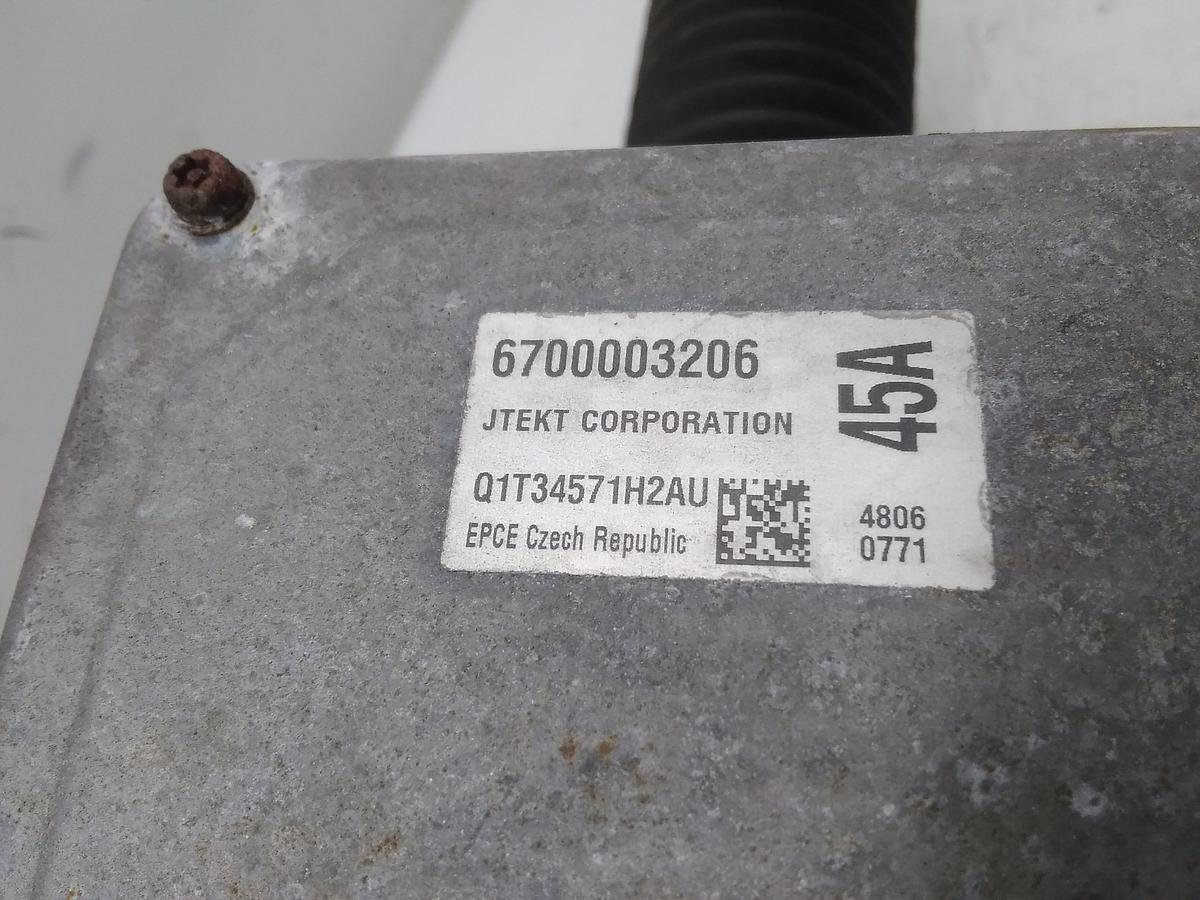 6700003206
JTEKT CORPORATION
45A
Q1T34571H2AU
EPCE Czech Republic
4806
0771